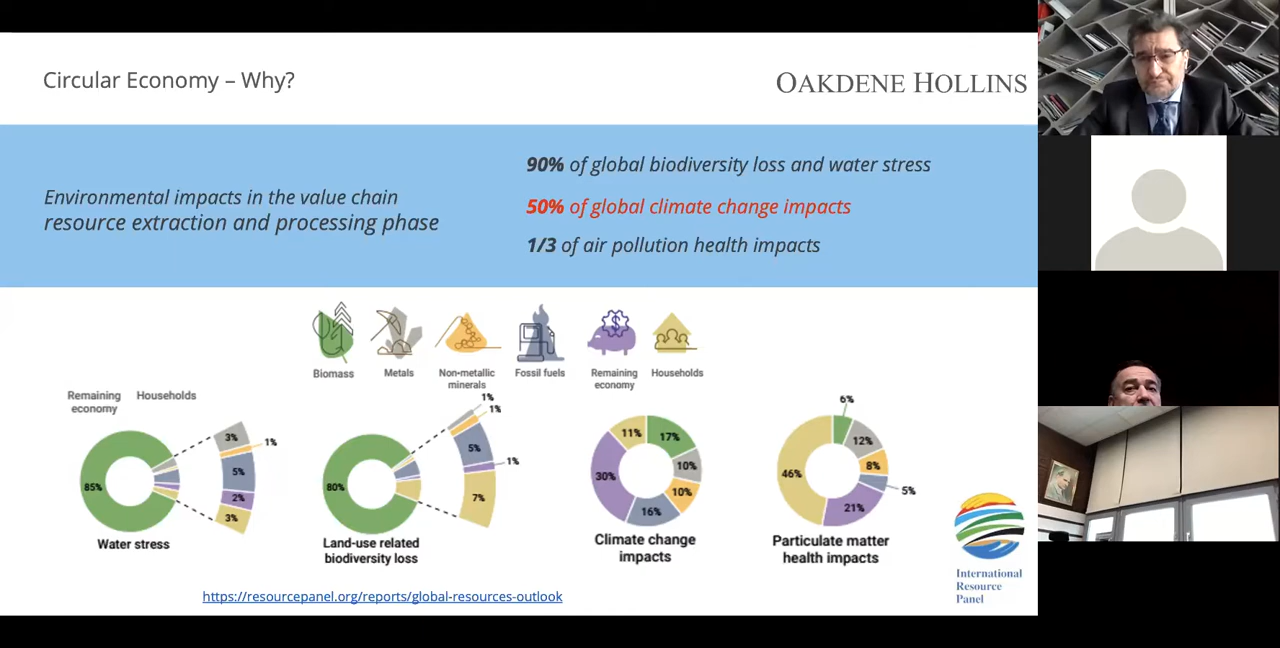 Circular Economy – Why?
OAKDENE HOLLINS
Environmental impacts in the value chain
resource extraction and processing phase
90% of global biodiversity loss and water stress
50% of global climate change impacts
1/3 of air pollution health impacts
Biomass
Metals
Non-metallic
minerals
Fossil fuels
Remaining
economy
Households
Remaining
economy
Households
85%
3%
1%
5%
2%
3%
Water stress
80%
1%
1%
5%
1%
7%
Land-use related
biodiversity loss
11%
17%
10%
10%
16%
30%
Climate change
impacts
6%
12%
8%
5%
21%
46%
Particulate matter
health impacts
International
Resource
Panel
https://resourcepanel.org/reports/global-resources-outlook